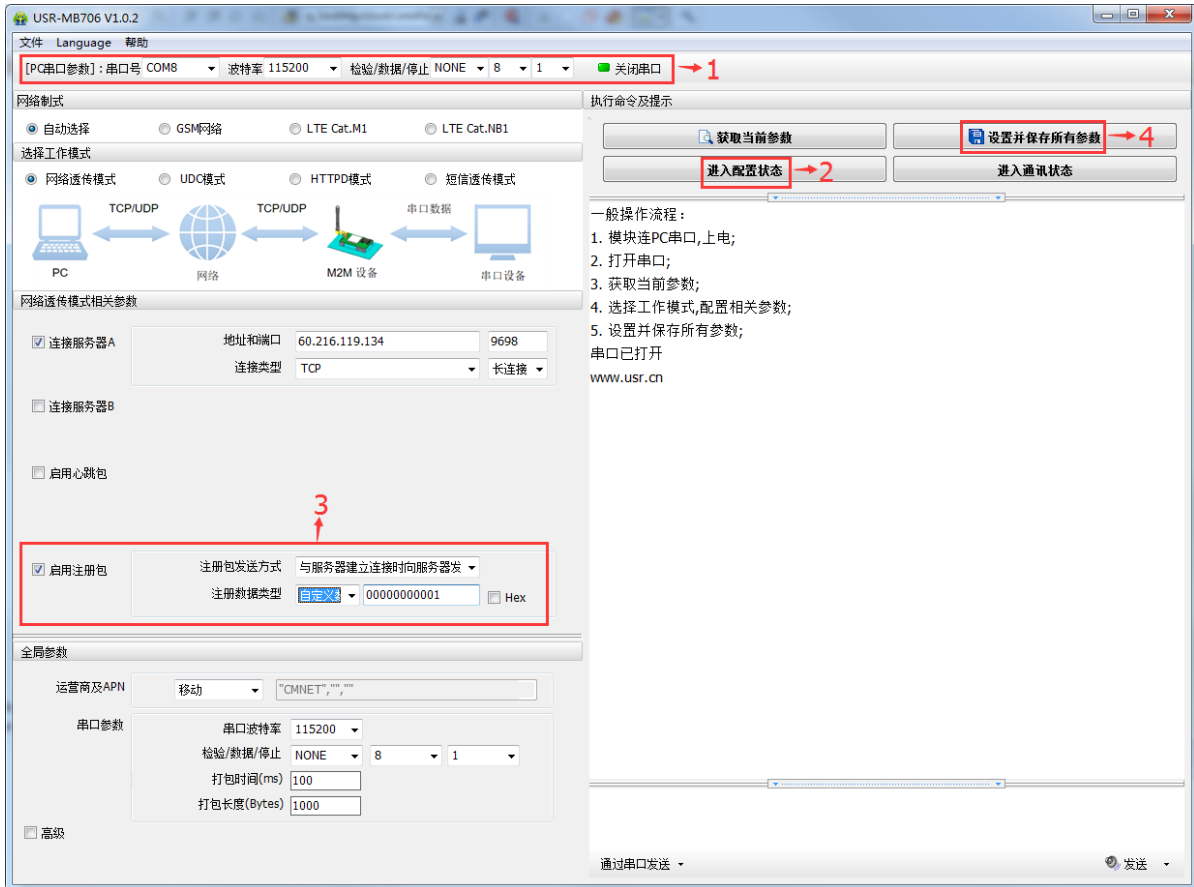 USR-MB706 V1.0.2
文件 Language 帮助
[PC串口参数]:串口号 COM8 波特率 115200 检验/数据/停止 NONE 8 1 关闭串口 1
网络制式
自动选择 GSM网络 LTE Cat.M1 LTE Cat.NB1
选择工作模式
网络透传模式 UDC模式 HTTPD模式 短信透传模式
TCP/UDP TCP/UDP 串口数据
PC 网络 M2M 设备 串口设备
网络透传模式相关参数
连接服务器A 地址和端口 60.216.119.134 9698
连接类型 TCP 长连接
连接服务器B
启用心跳包
3
启用注册包 注册包发送方式 与服务器建立连接时向服务器发
注册数据类型 自定义 00000000001 Hex
全局参数
运营商及APN 移动 "CMNET","",""
串口参数 串口波特率 115200
检验/数据/停止 NONE 8 1
打包时间(ms) 100
打包长度(Bytes) 1000
高级
执行命令及提示
获取当前参数 设置并保存所有参数 4
进入配置状态 2 进入通讯状态
一般操作流程:
1. 模块连PC串口,上电;
2. 打开串口;
3. 获取当前参数;
4. 选择工作模式,配置相关参数;
5. 设置并保存所有参数;
串口已打开
www.usr.cn
通过串口发送 发送